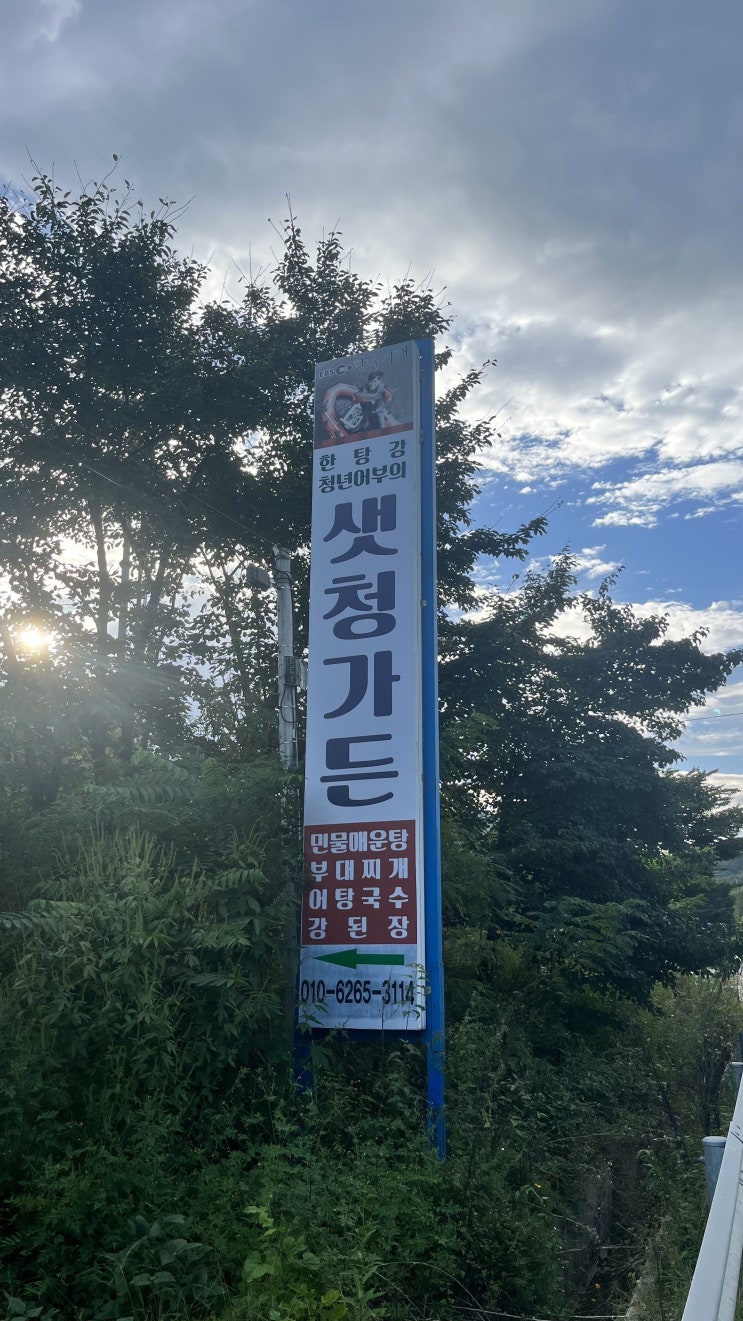 EBS
한탕강
청년어부의
샛청가든
민물매운탕
부대찌개
어탕국수
강된장
010-6265-3114